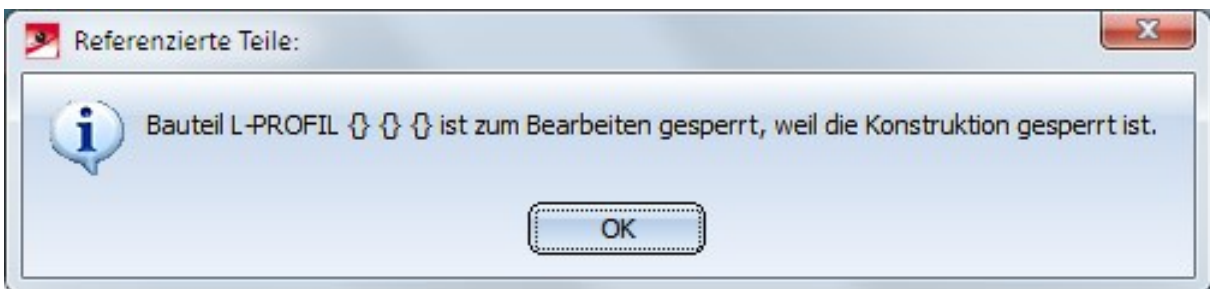 Referenzierte Teile:
Bauteil L-PROFIL {} {} {} ist zum Bearbeiten gesperrt, weil die Konstruktion gesperrt ist.
OK